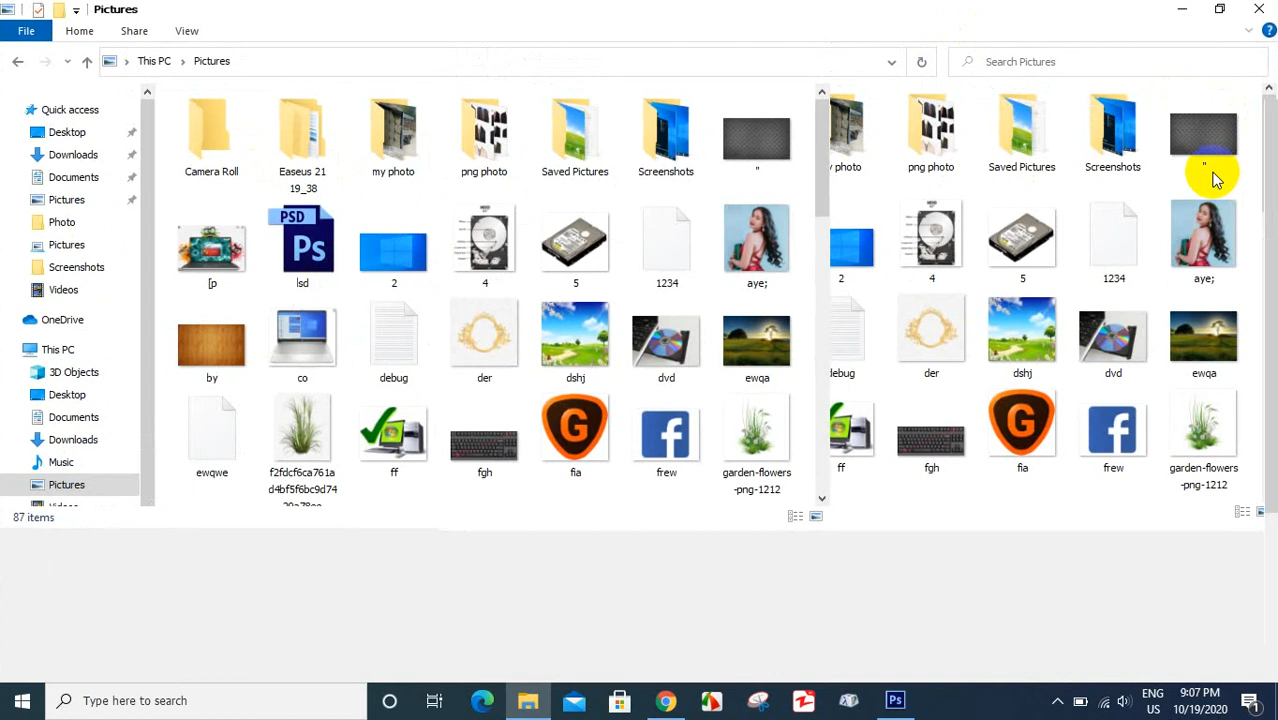 Pictures
File Home Share View
This PC Pictures
Search Pictures
Quick access
Desktop
Downloads
Documents
Pictures
Photo
Pictures
Screenshots
Videos
OneDrive
This PC
3D Objects
Desktop
Documents
Downloads
Music
Pictures
87 items
Camera Roll
Easeus 21
19_38
my photo
png photo
Saved Pictures
Screenshots
"
[p
PSD
Ps
lsd
2
4
5
1234
aye;
by
co
debug
der
dshj
dvd
ewqa
ewqwe
f2fdcf6ca761a
d4bf5f6bc9d74
ff
fgh
fia
frew
garden-flowers
-png-1212
y photo
png photo
Saved Pictures
Screenshots
"
2
4
5
1234
aye;
debug
der
dshj
dvd
ewqa
ff
fgh
fia
frew
garden-flowers
-png-1212
Type here to search
Ps
ENG
US
9:07 PM
10/19/2020
1